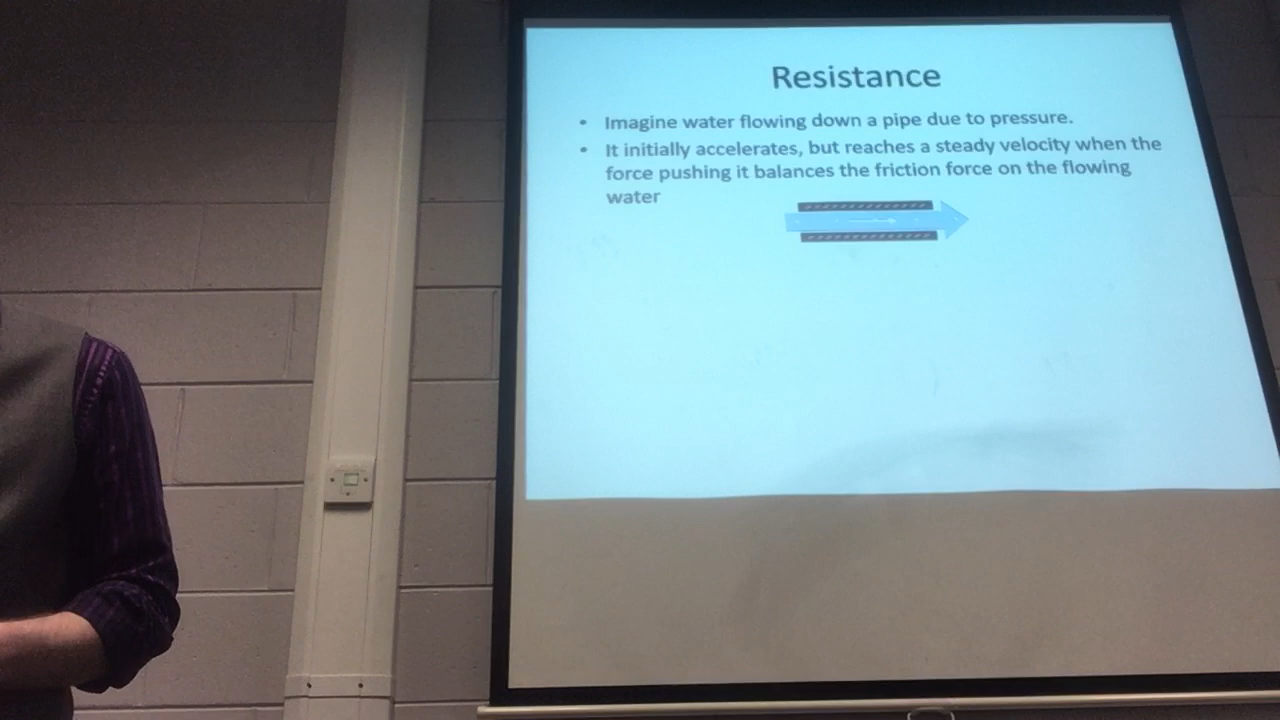 Resistance
• Imagine water flowing down a pipe due to pressure.
• It initially accelerates, but reaches a steady velocity when the
force pushing it balances the friction force on the flowing
water